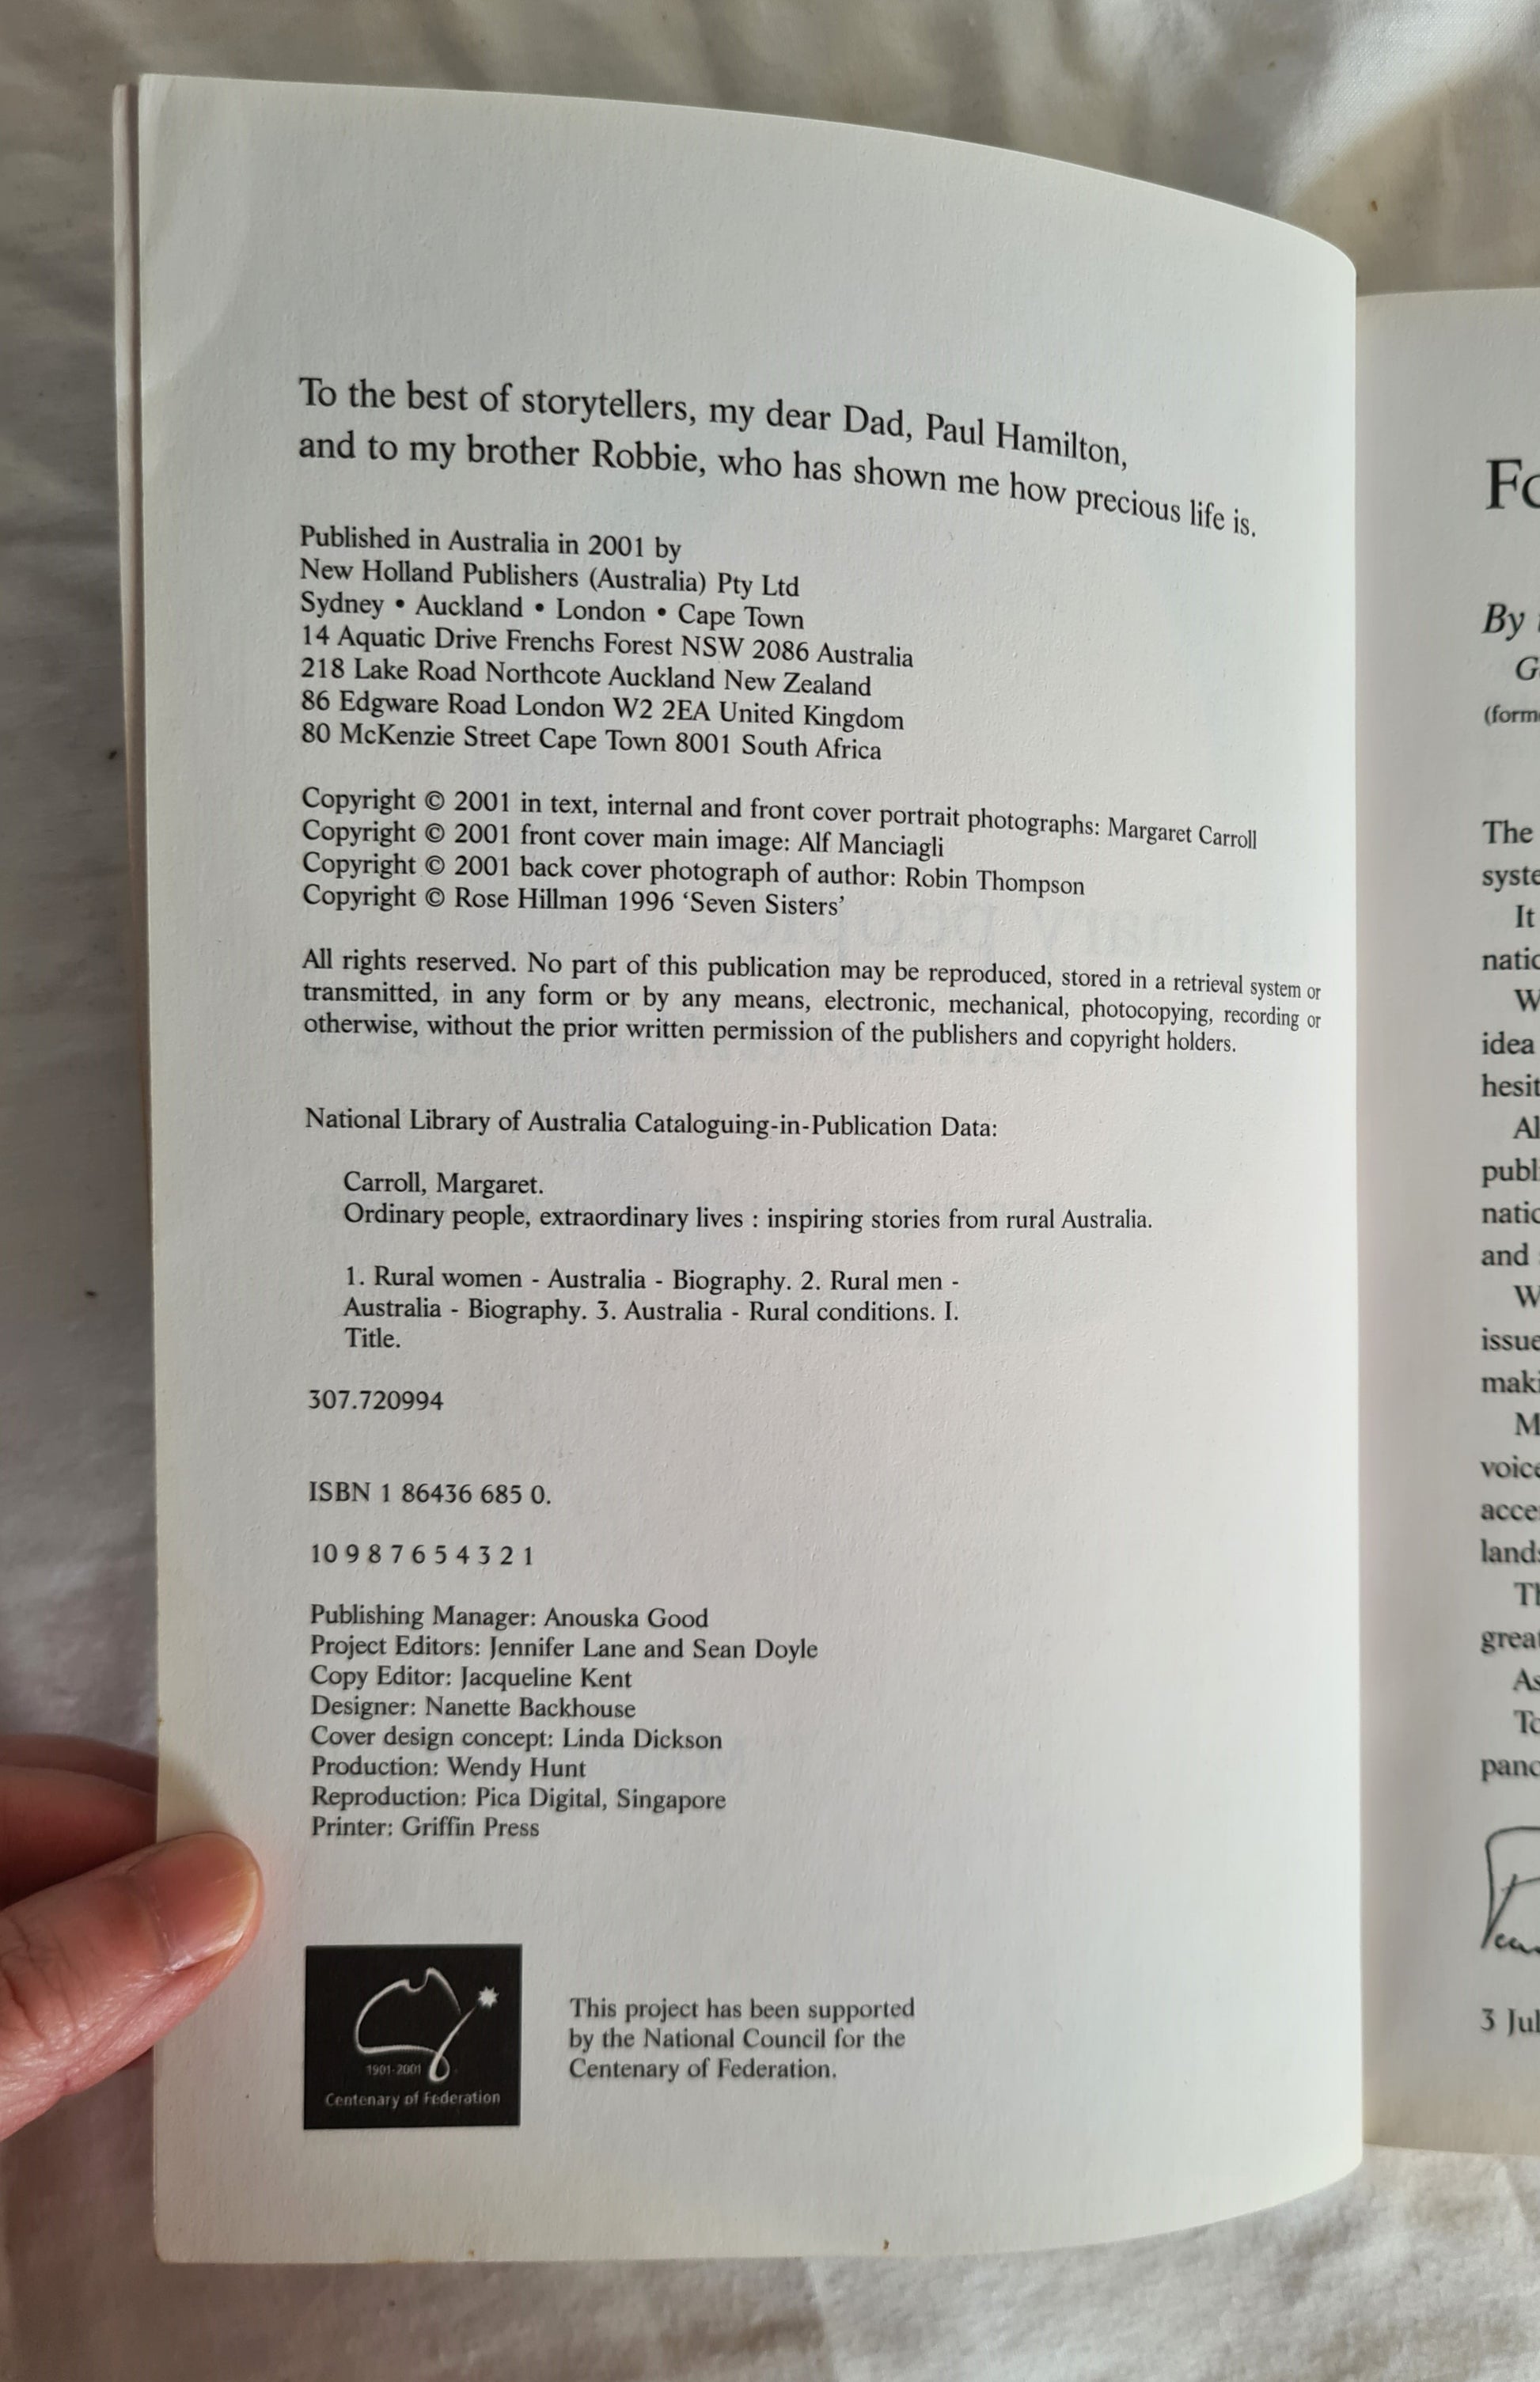 To the best of storytellers, my dear Dad, Paul Hamilton,
and to my brother Robbie, who has shown me how precious life is.
Published in Australia in 2001 by
New Holland Publishers (Australia) Pty Ltd
Sydney • Auckland • London • Cape Town
14 Aquatic Drive Frenchs Forest NSW 2086 Australia
218 Lake Road Northcote Auckland New Zealand
86 Edgware Road London W2 2EA United Kingdom
80 McKenzie Street Cape Town 8001 South Africa
Copyright © 2001 in text, internal and front cover portrait photographs: Margaret Carroll
Copyright © 2001 front cover main image: Alf Manciagli
Copyright © 2001 back cover photograph of author: Robin Thompson
Copyright © Rose Hillman 1996 ‘Seven Sisters’
All rights reserved. No part of this publication may be reproduced, stored in a retrieval system or
transmitted, in any form or by any means, electronic, mechanical, photocopying, recording or
otherwise, without the prior written permission of the publishers and copyright holders.
National Library of Australia Cataloguing-in-Publication Data:
Carroll, Margaret.
Ordinary people, extraordinary lives : inspiring stories from rural Australia.
1. Rural women - Australia - Biography. 2. Rural men -
Australia - Biography. 3. Australia - Rural conditions. I.
Title.
307.720994
ISBN 1 86436 685 0.
10 9 8 7 6 5 4 3 2 1
Publishing Manager: Anouska Good
Project Editors: Jennifer Lane and Sean Doyle
Copy Editor: Jacqueline Kent
Designer: Nanette Backhouse
Cover design concept: Linda Dickson
Production: Wendy Hunt
Reproduction: Pica Digital, Singapore
Printer: Griffin Press
1901-2001
Centenary of Federation
This project has been supported
by the National Council for the
Centenary of Federation.
By
The
It
idea
and
3